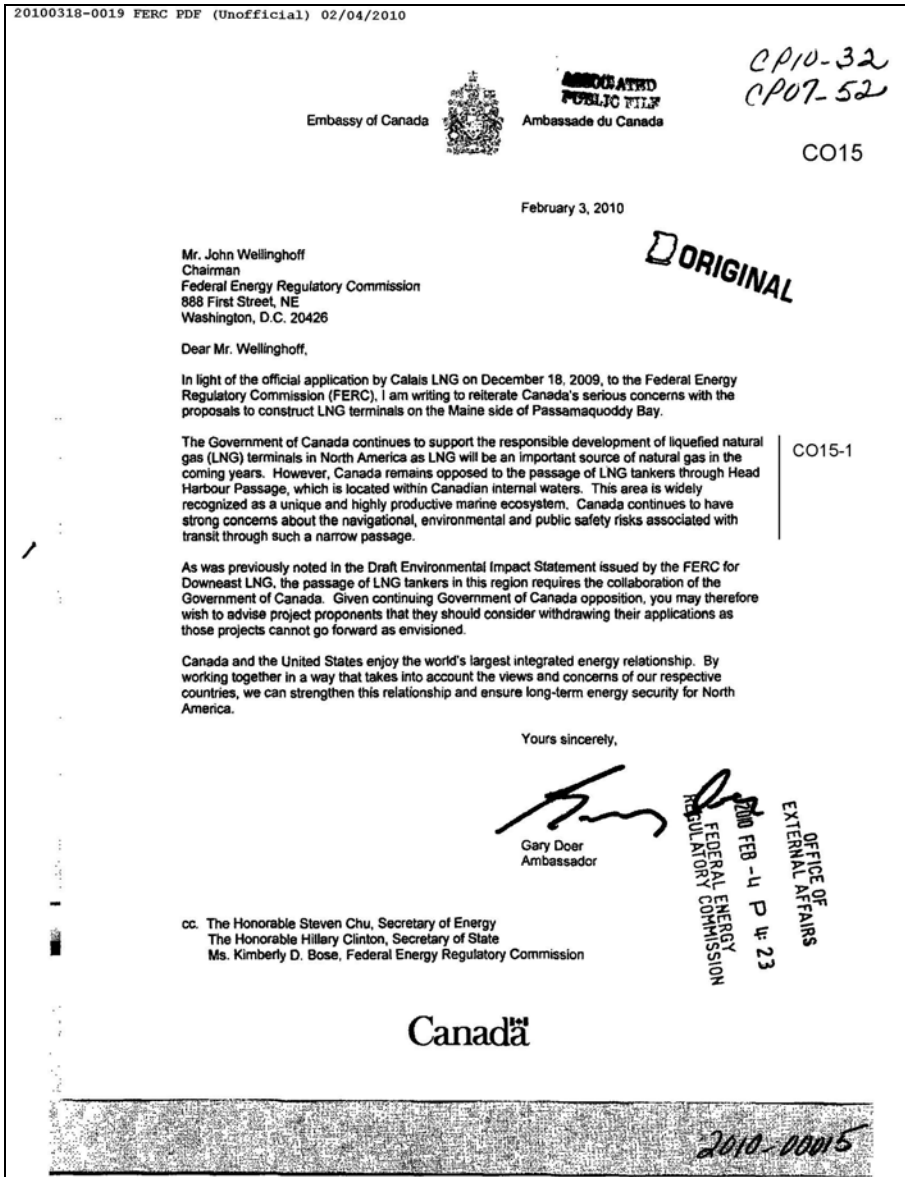 20100318-0019 FERC PDF (Unofficial) 02/04/2010
CP10-32
CP07-52
ASSOCIATED
PUBLIC FILE
Embassy of Canada
Ambassade du Canada
CO15
February 3, 2010
ORIGINAL
Mr. John Wellinghoff
Chairman
Federal Energy Regulatory Commission
888 First Street, NE
Washington, D.C. 20426
Dear Mr. Wellinghoff,
In light of the official application by Calais LNG on December 18, 2009, to the Federal Energy
Regulatory Commission (FERC), I am writing to reiterate Canada's serious concerns with the
proposals to construct LNG terminals on the Maine side of Passamaquoddy Bay.
The Government of Canada continues to support the responsible development of liquefied natural
gas (LNG) terminals in North America as LNG will be an important source of natural gas in the
coming years. However, Canada remains opposed to the passage of LNG tankers through Head
Harbour Passage, which is located within Canadian internal waters. This area is widely
recognized as a unique and highly productive marine ecosystem. Canada continues to have
strong concerns about the navigational, environmental and public safety risks associated with
transit through such a narrow passage.
CO15-1
As was previously noted in the Draft Environmental Impact Statement issued by the FERC for
Downeast LNG, the passage of LNG tankers in this region requires the collaboration of the
Government of Canada. Given continuing Government of Canada opposition, you may therefore
wish to advise project proponents that they should consider withdrawing their applications as
those projects cannot go forward as envisioned.
Canada and the United States enjoy the world's largest integrated energy relationship. By
working together in a way that takes into account the views and concerns of our respective
countries, we can strengthen this relationship and ensure long-term energy security for North
America.
Yours sincerely,
Gary Doer
Ambassador
OFFICE OF
EXTERNAL AFFAIRS
2010 FEB -4 P 4: 23
FEDERAL ENERGY
REGULATORY COMMISSION
cc. The Honorable Steven Chu, Secretary of Energy
The Honorable Hillary Clinton, Secretary of State
Ms. Kimberly D. Bose, Federal Energy Regulatory Commission
Canada
2010-00015